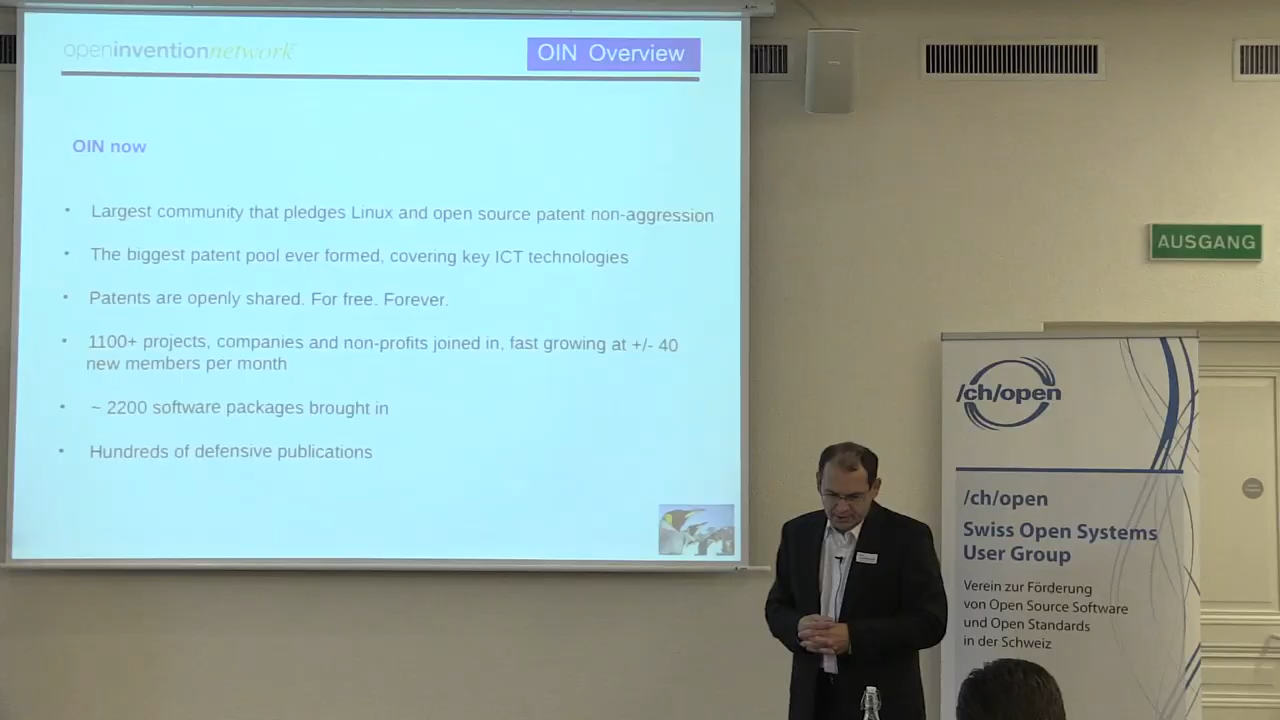 openinventionnetwork
OIN Overview
OIN now
• Largest community that pledges Linux and open source patent non-aggression
• The biggest patent pool ever formed, covering key ICT technologies
• Patents are openly shared. For free. Forever.
• 1100+ projects, companies and non-profits joined in, fast growing at +/- 40
new members per month
• ~ 2200 software packages brought in
• Hundreds of defensive publications
AUSGANG
/ch/open
/ch/open
Swiss Open Systems
User Group
Verein zur Förderung
von Open Source Software
und Open Standards
in der Schweiz